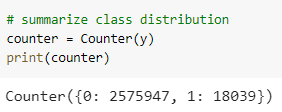 # summarize class distribution
counter = Counter(y)
print(counter)
Counter({0: 2575947, 1: 18039})